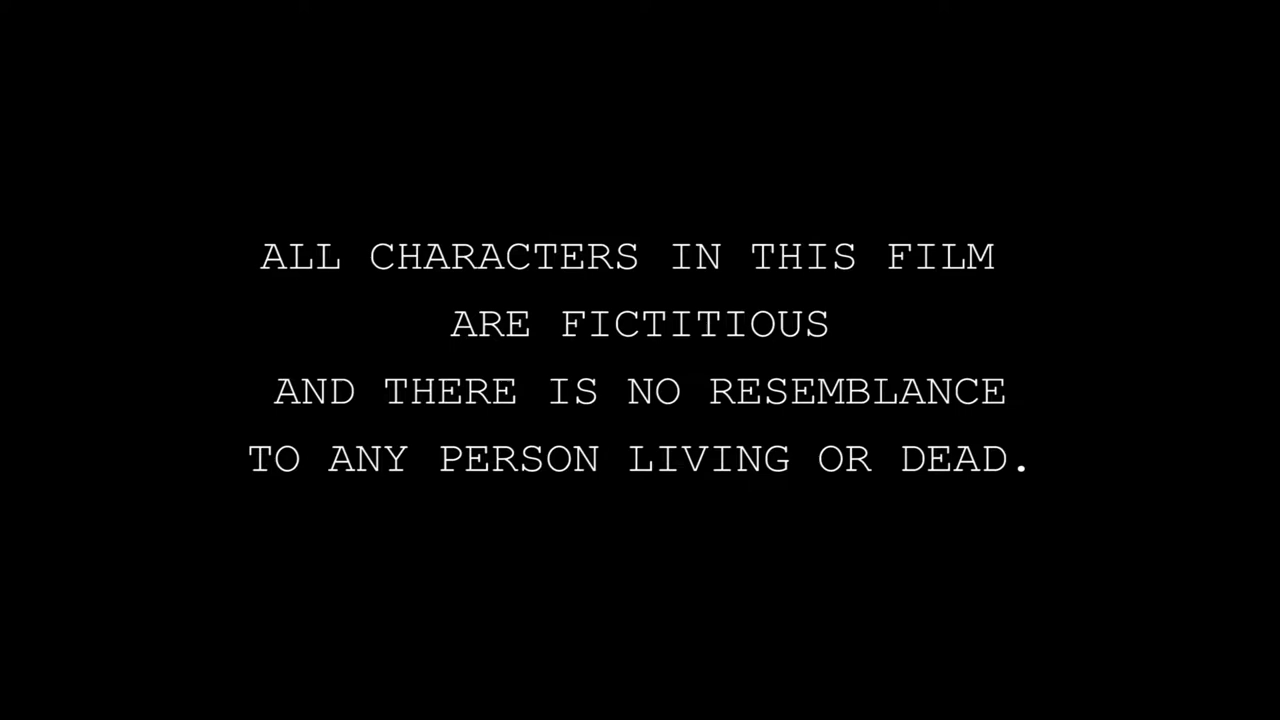 ALL CHARACTERS IN THIS FILM
ARE FICTITIOUS
AND THERE IS NO RESEMBLANCE
TO ANY PERSON LIVING OR DEAD.